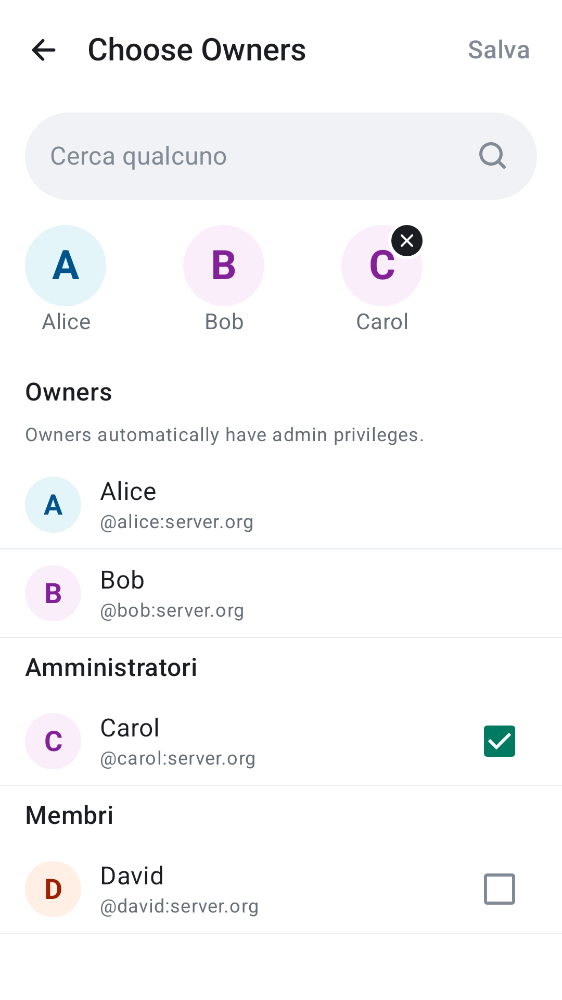 Choose Owners
Salva
Cerca qualcuno
A
B
C
Alice
Bob
Carol
Owners
Owners automatically have admin privileges.
A
Alice
@alice:server.org
B
Bob
@bob:server.org
Amministratori
C
Carol
@carol:server.org
Membri
D
David
@david:server.org